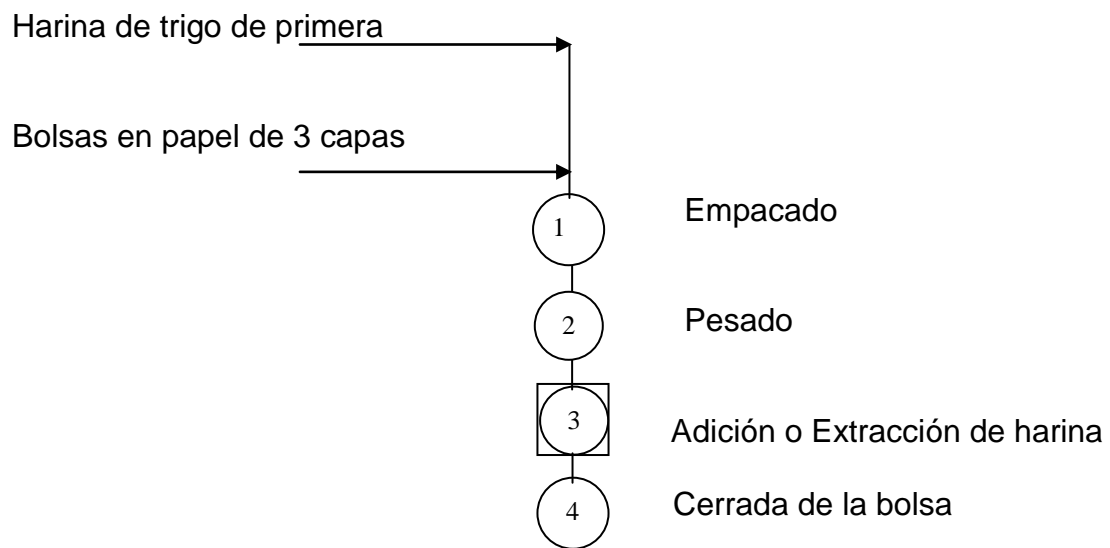 Harina de trigo de primera
Bolsas en papel de 3 capas
1
Empacado
2
Pesado
3
Adición o Extracción de harina
4
Cerrada de la bolsa